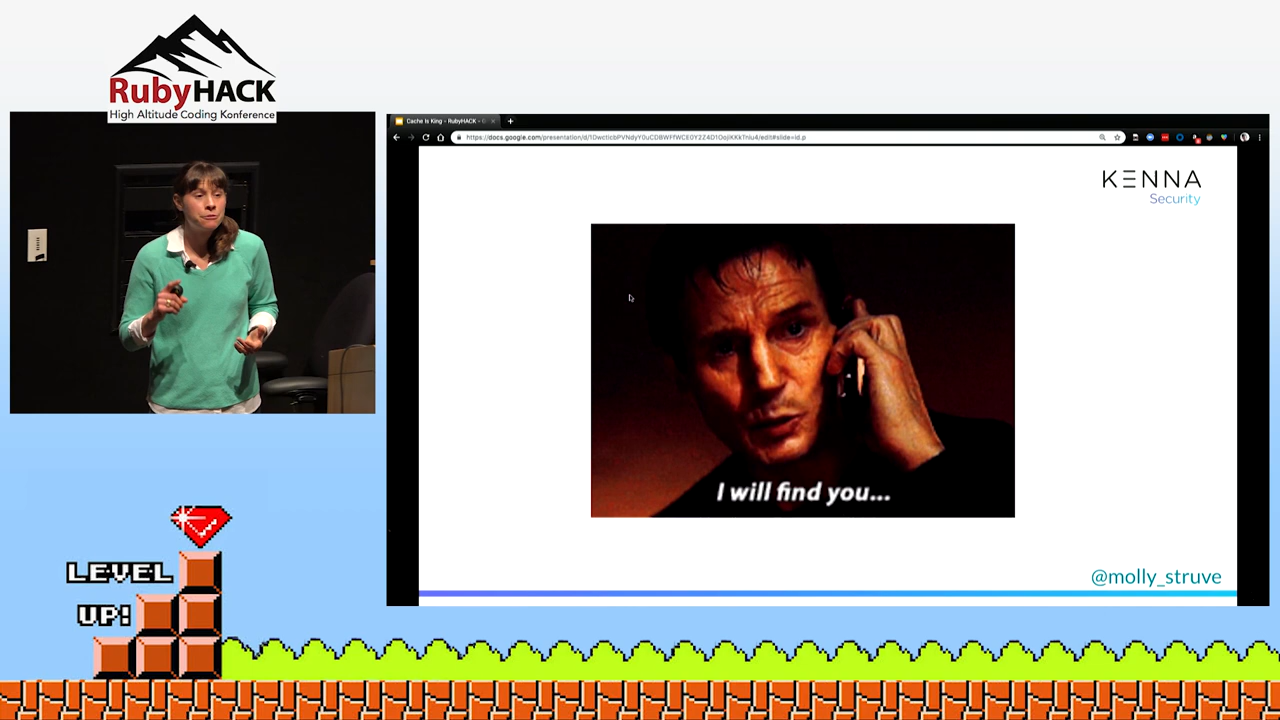 RubyHACK
High Altitude Coding Konference
Cache Is King - RubyHACK - G
KENNA
Security
I will find you...
@molly_struve
LEVEL
UP!